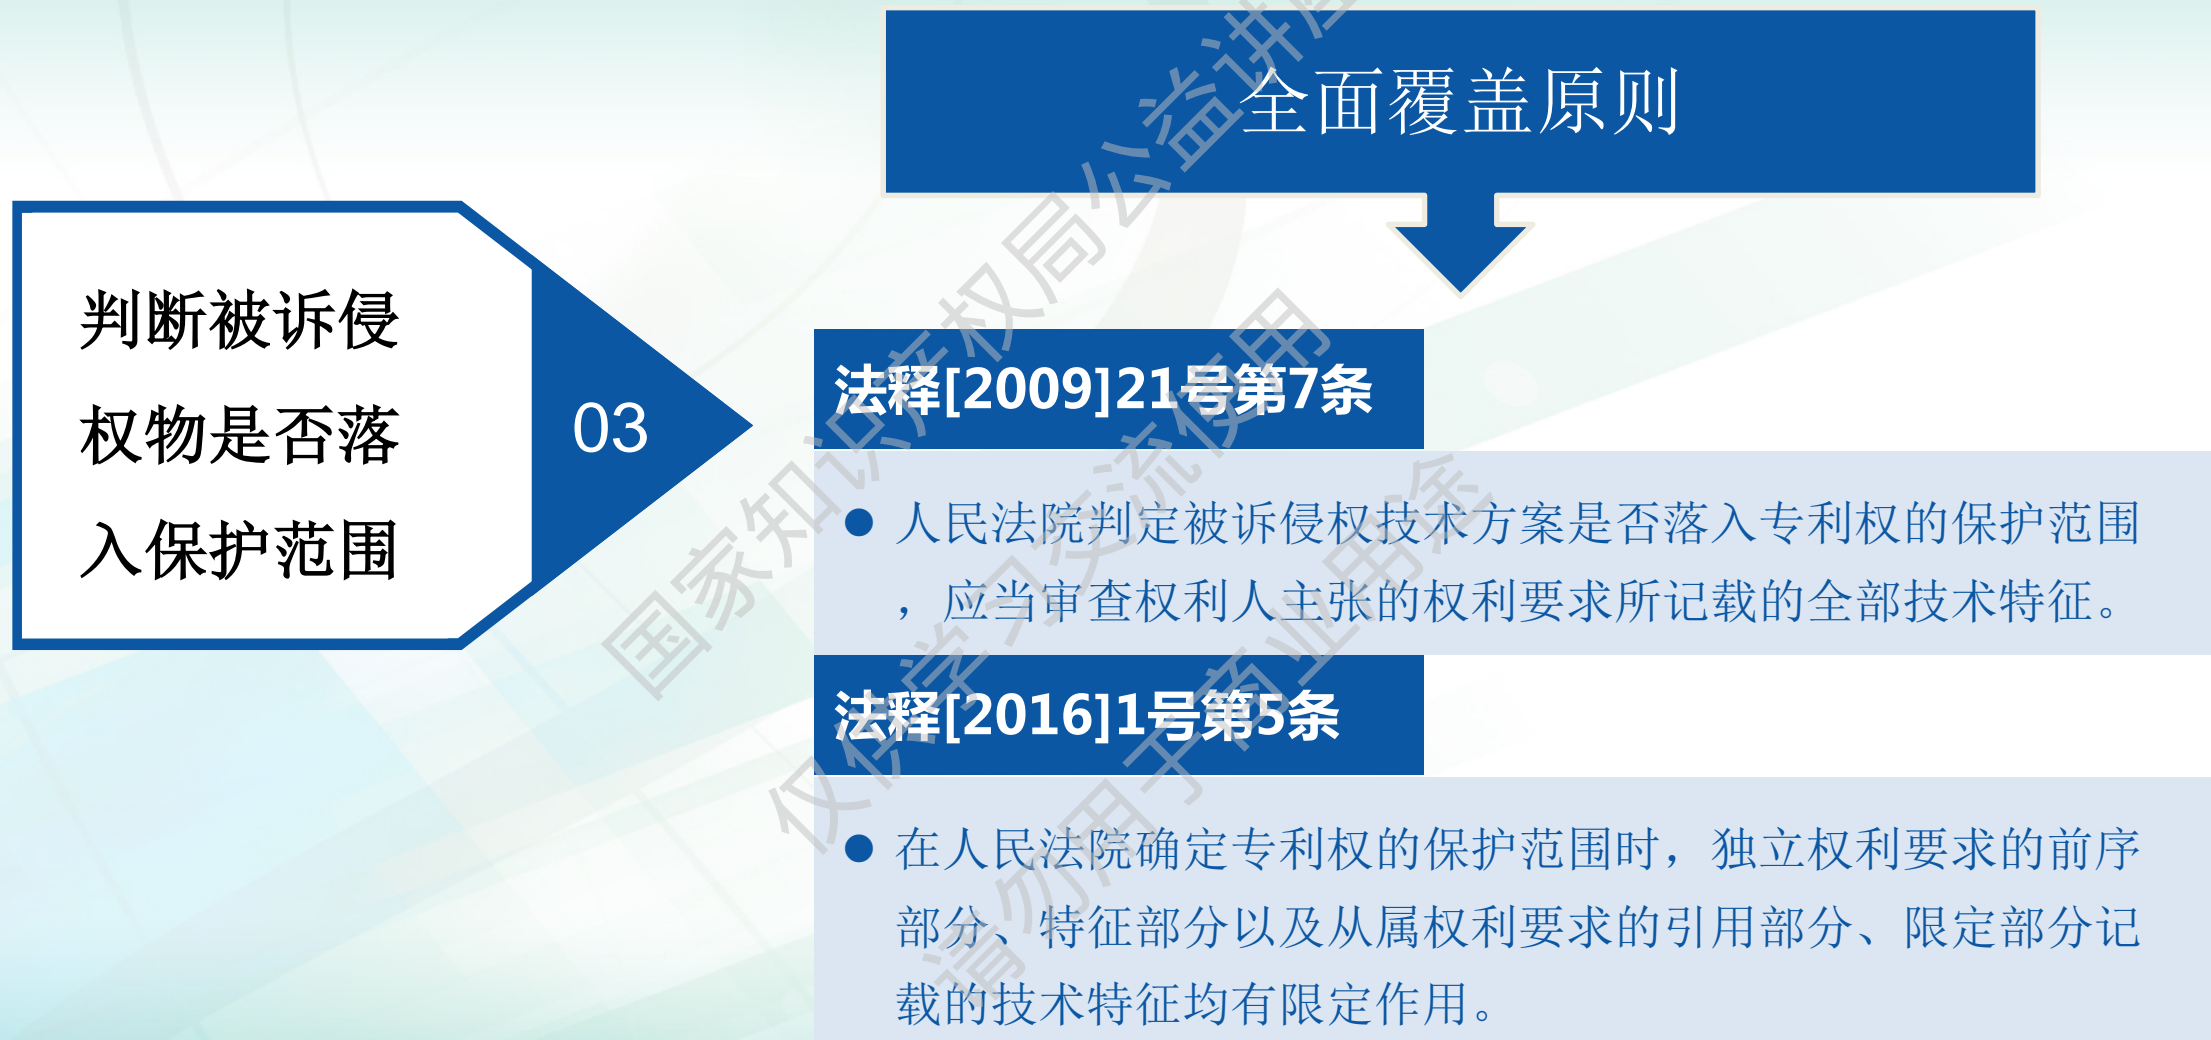 全面覆盖原则
判断被诉侵
权物是否落
入保护范围
03
法释[2009]21号第7条
● 人民法院判定被诉侵权技术方案是否落入专利权的保护范围
，应当审查权利人主张的权利要求所记载的全部技术特征。
法释[2016]1号第5条
● 在人民法院确定专利权的保护范围时，独立权利要求的前序
部分、特征部分以及从属权利要求的引用部分、限定部分记
载的技术特征均有限定作用。
国家知识产权局公益讲座
仅供学习交流使用
请勿用于商业用途